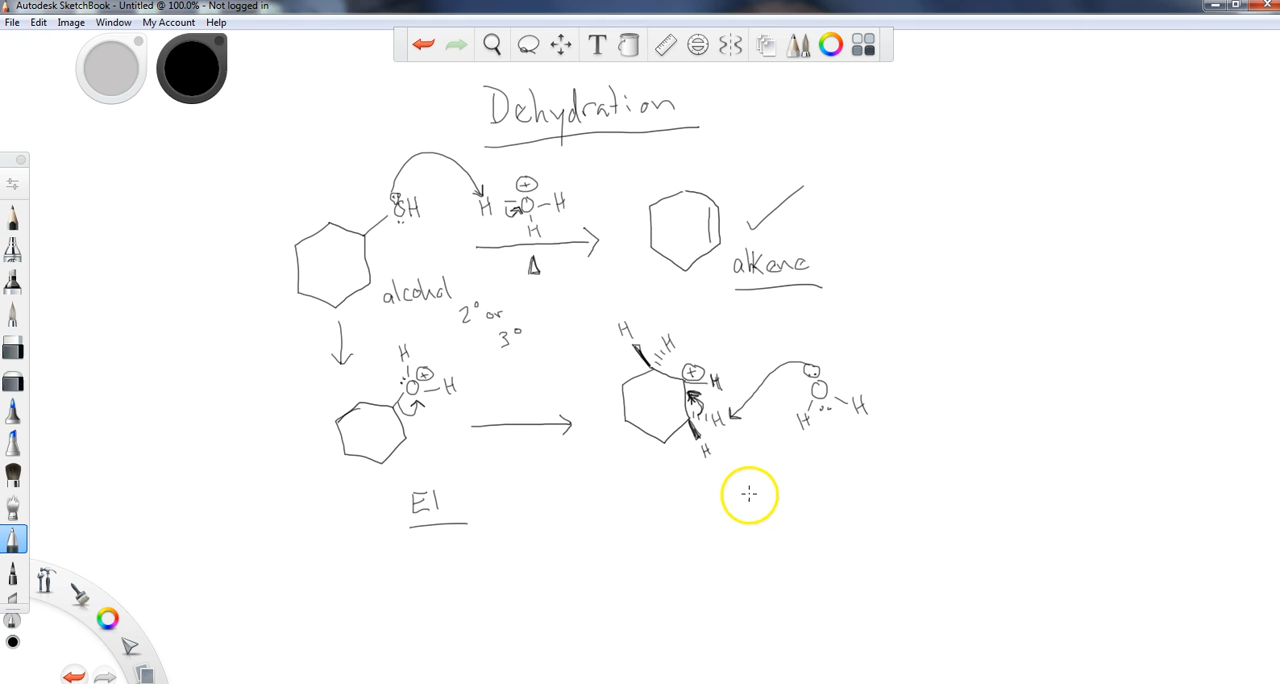 Autodesk SketchBook - Untitled @ 100.0% - Not logged in
File Edit Image Window My Account Help
T
Dehydration
⊕
OH H O H
H
alcohol
alkene
2° or
3°
H
O ⊕ H
H H
⊕ H
H
H
O
H H
E1